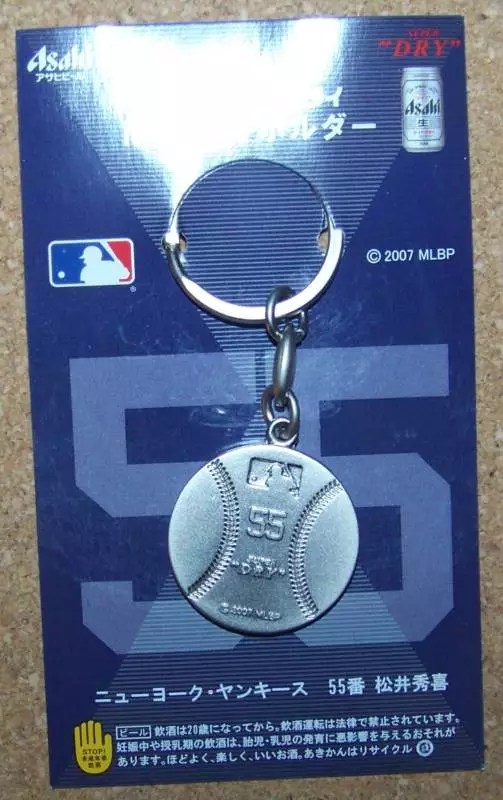 Asahi
アサヒビール
SUPER
"DRY"
Asahi
生
ルダー
© 2007 MLBP
55
55
SUPER
"DRY"
© 2007 MLBP
ニューヨーク・ヤンキース 55番 松井秀喜
STOP!
未成年者
飲酒
ビール 飲酒は20歳になってから。飲酒運転は法律で禁止されています。
妊娠中や授乳期の飲酒は、胎児・乳児の発育に悪影響を与えるおそれが
あります。ほどよく、楽しく、いいお酒。あきかんはリサイクル